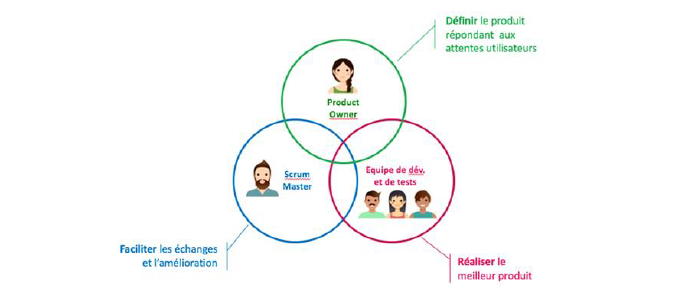 Définir le produit
répondant aux
attentes utilisateurs
Product
Owner
Scrum
Master
Equipe de dév.
et de tests
Faciliter les échanges
et l'amélioration
Réaliser le
meilleur produit